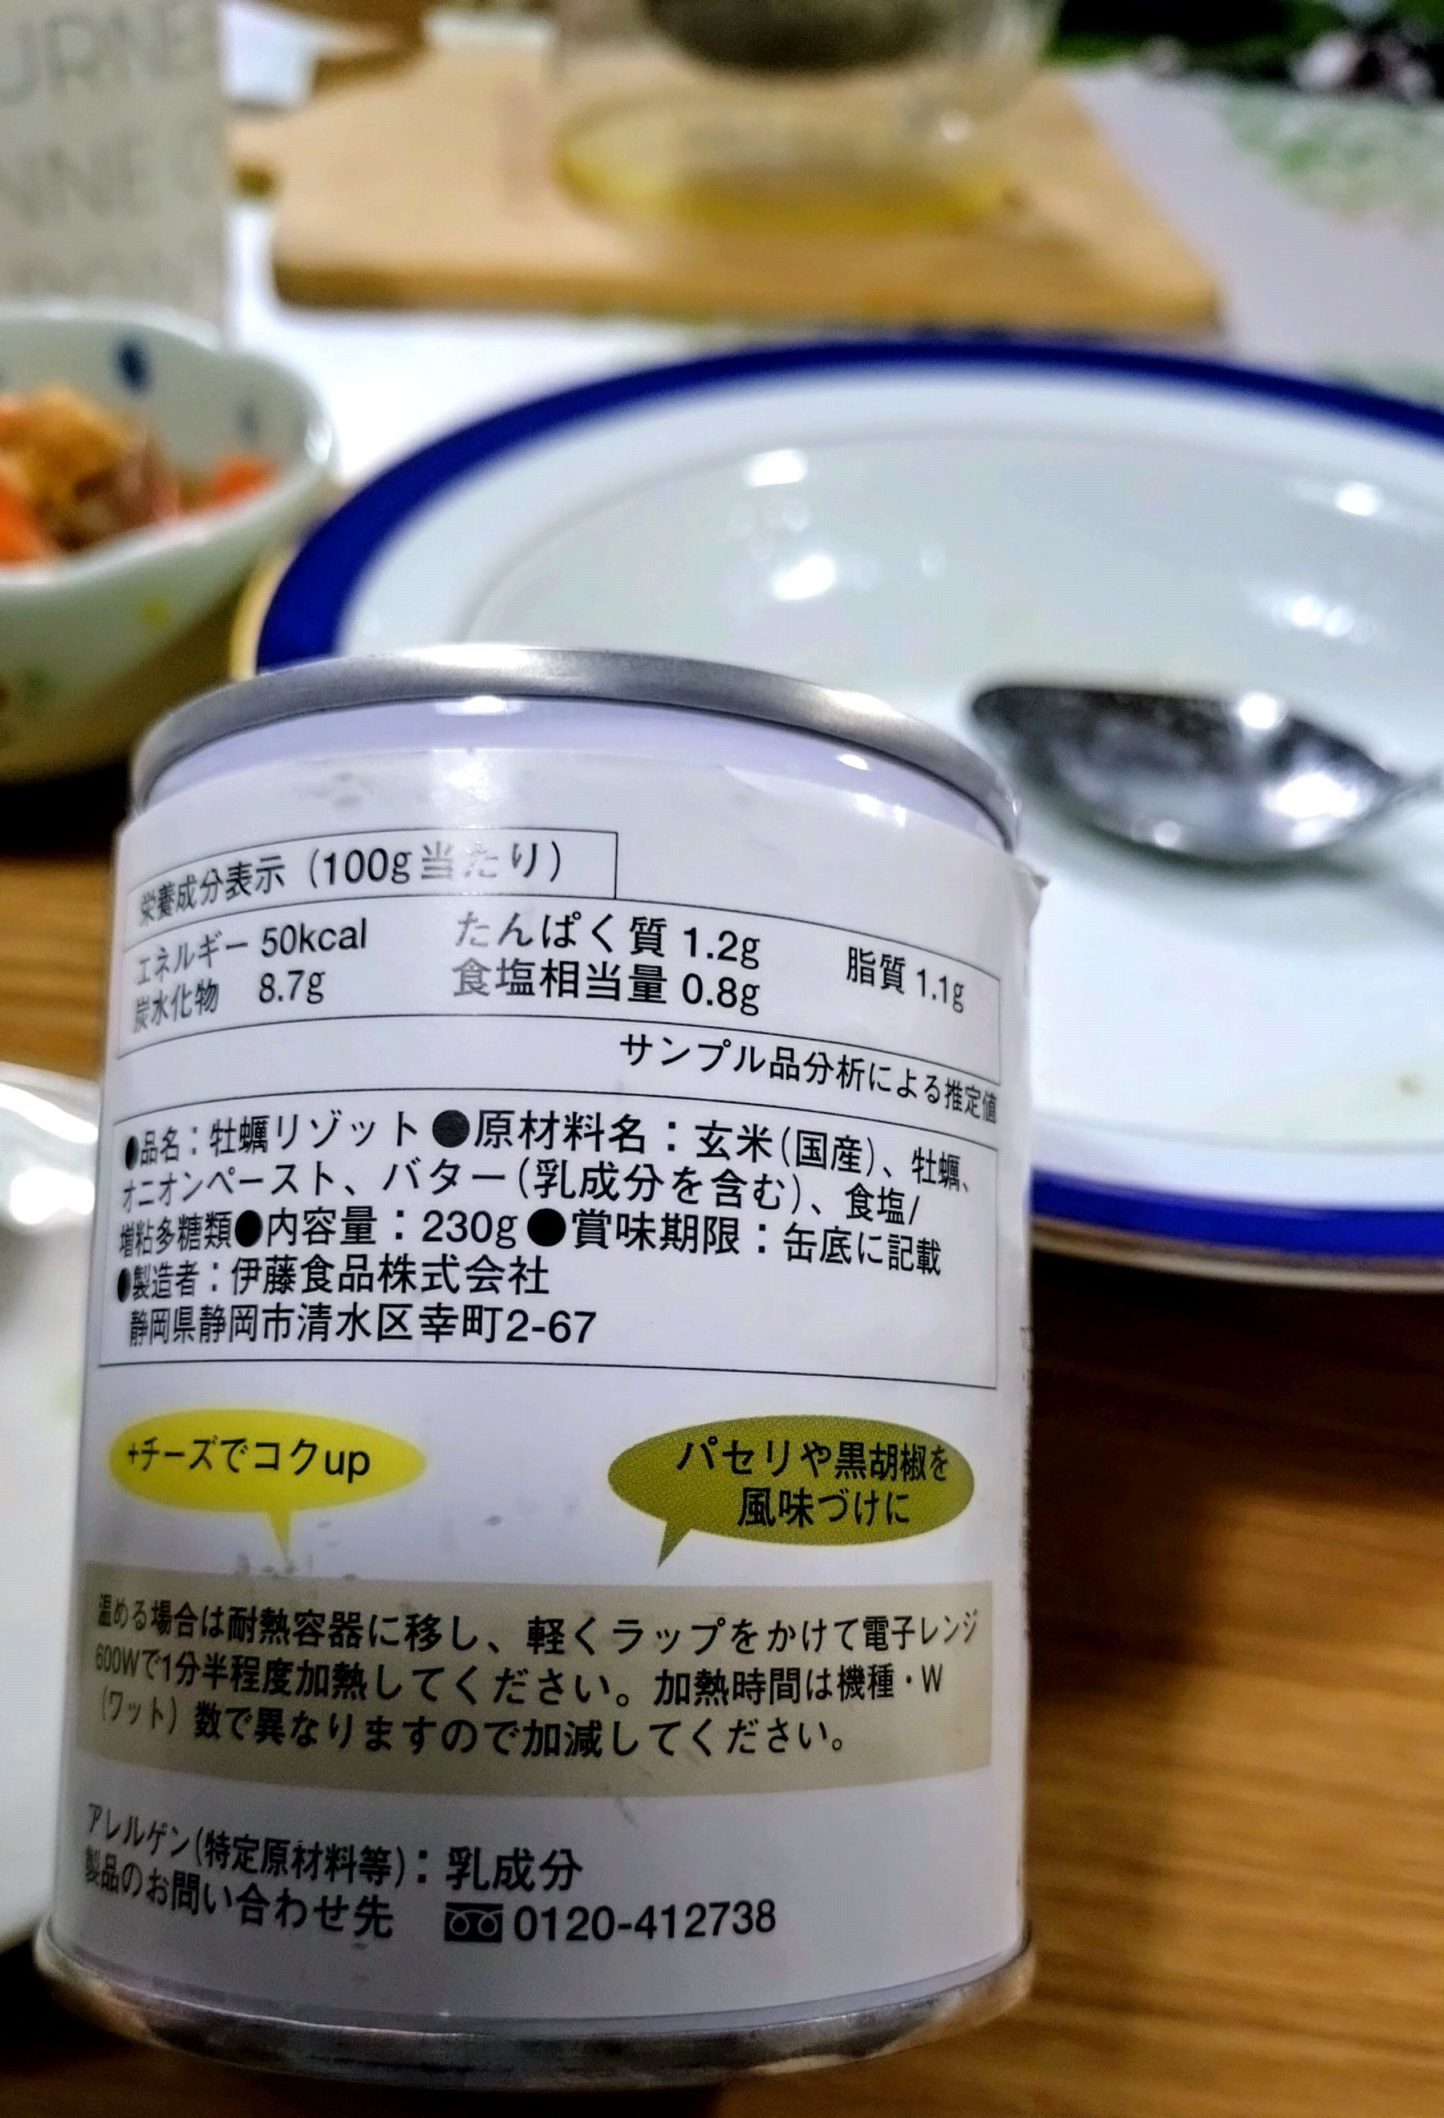 URNE
NNE
栄養成分表示（100g当たり）
エネルギー 50kcal たんぱく質 1.2g 脂質 1.1g
炭水化物 8.7g 食塩相当量 0.8g
サンプル品分析による推定値
●品名：牡蠣リゾット●原材料名：玄米（国産）、牡蠣、
オニオンペースト、バター（乳成分を含む）、食塩/
増粘多糖類●内容量：230g●賞味期限：缶底に記載
●製造者：伊藤食品株式会社
静岡県静岡市清水区幸町2-67
+チーズでコクup
パセリや黒胡椒を
風味づけに
温める場合は耐熱容器に移し、軽くラップをかけて電子レンジ
600Wで1分半程度加熱してください。加熱時間は機種・W
（ワット）数で異なりますので加減してください。
アレルゲン（特定原材料等）：乳成分
製品のお問い合わせ先 0120-412738